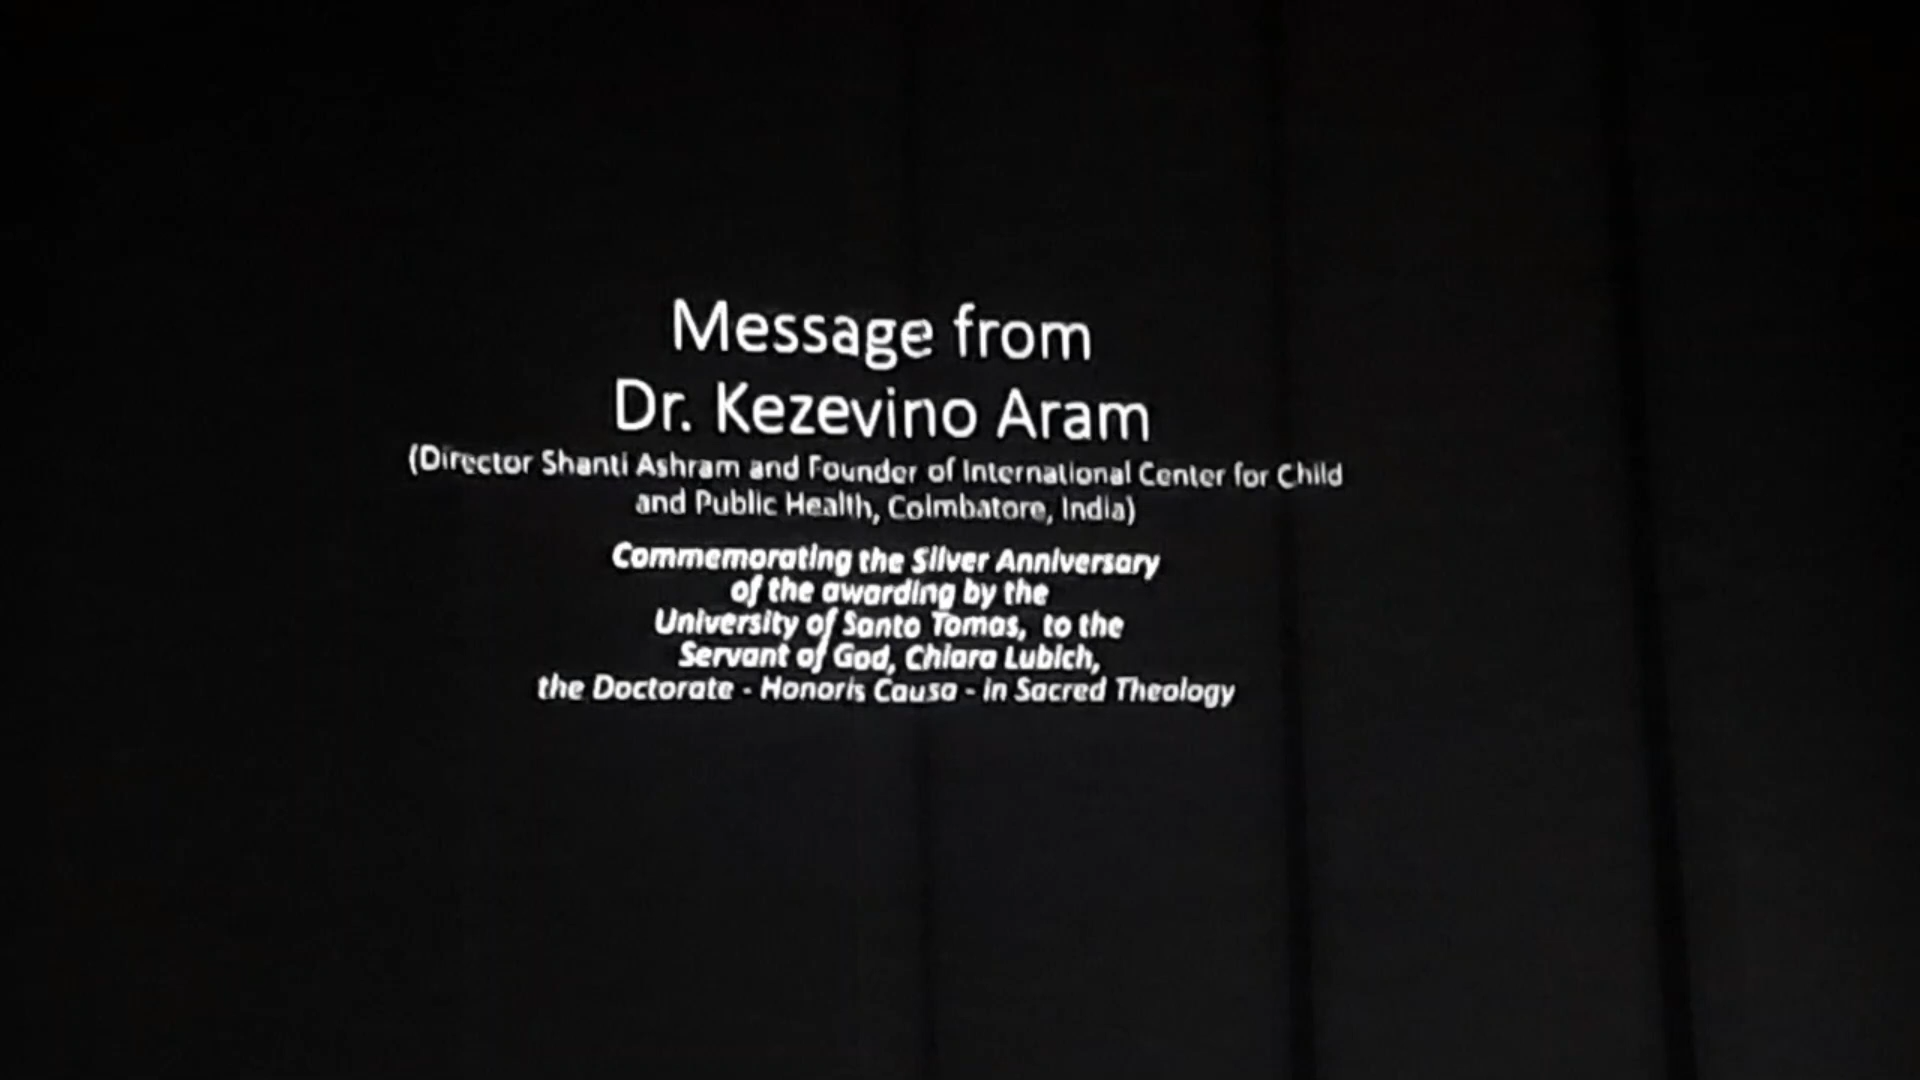 Message from
Dr. Kezevino Aram
(Director Shanti Ashram and Founder of International Center for Child
and Public Health, Coimbatore, India)
Commemorating the Silver Anniversary
of the awarding by the
University of Santo Tomas, to the
Servant of God, Chiara Lubich,
the Doctorate - Honoris Causa - in Sacred Theology